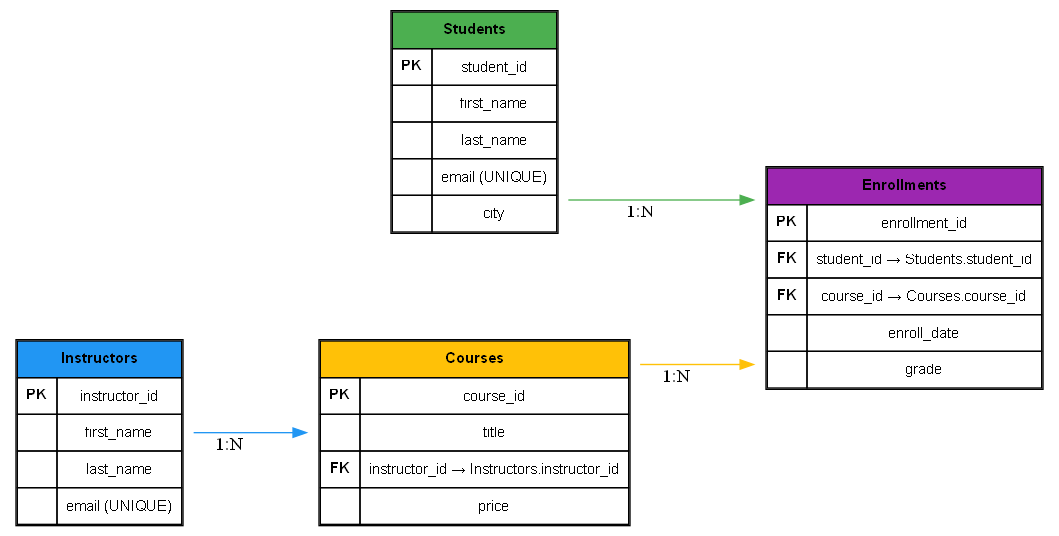 Students
PK student_id
first_name
last_name
email (UNIQUE)
city
1:N
Enrollments
PK enrollment_id
FK student_id → Students.student_id
FK course_id → Courses.course_id
enroll_date
grade
Instructors
PK instructor_id
first_name
last_name
email (UNIQUE)
1:N
Courses
PK course_id
title
FK instructor_id → Instructors.instructor_id
price
1:N